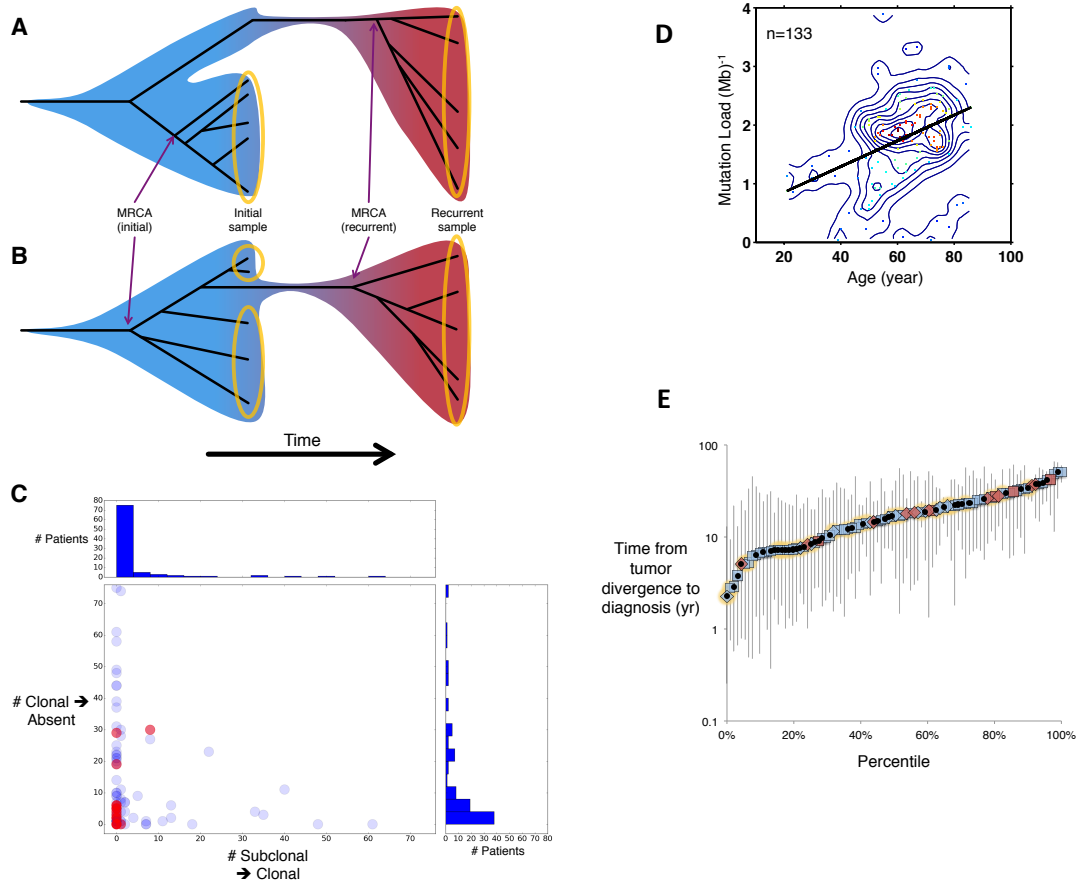 A
MRCA
(initial)
Initial
sample
MRCA
(recurrent)
Recurrent
sample
B
Time
C
80
70
60
50
40
30
20
10
0
# Patients
70
60
50
40
30
20
10
0
# Clonal ➔
Absent
0 10 20 30 40 50 60 70
# Subclonal
➔ Clonal
0 10 20 30 40 50 60 70 80
# Patients
D
n=133
4
3
2
1
0
Mutation Load (Mb)-1
20 40 60 80 100
Age (year)
E
100
10
1
0.1
Time from
tumor
divergence to
diagnosis (yr)
0% 20% 40% 60% 80% 100%
Percentile